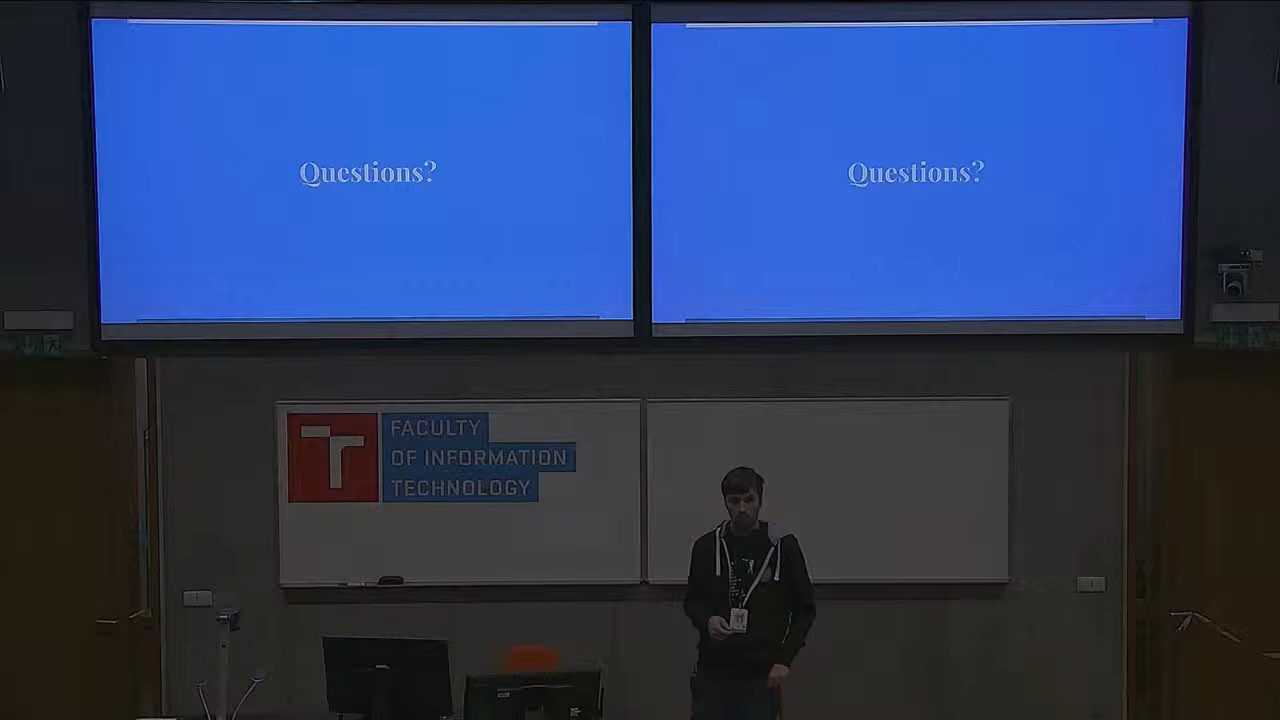 Questions?
Questions?
FACULTY
OF INFORMATION
TECHNOLOGY